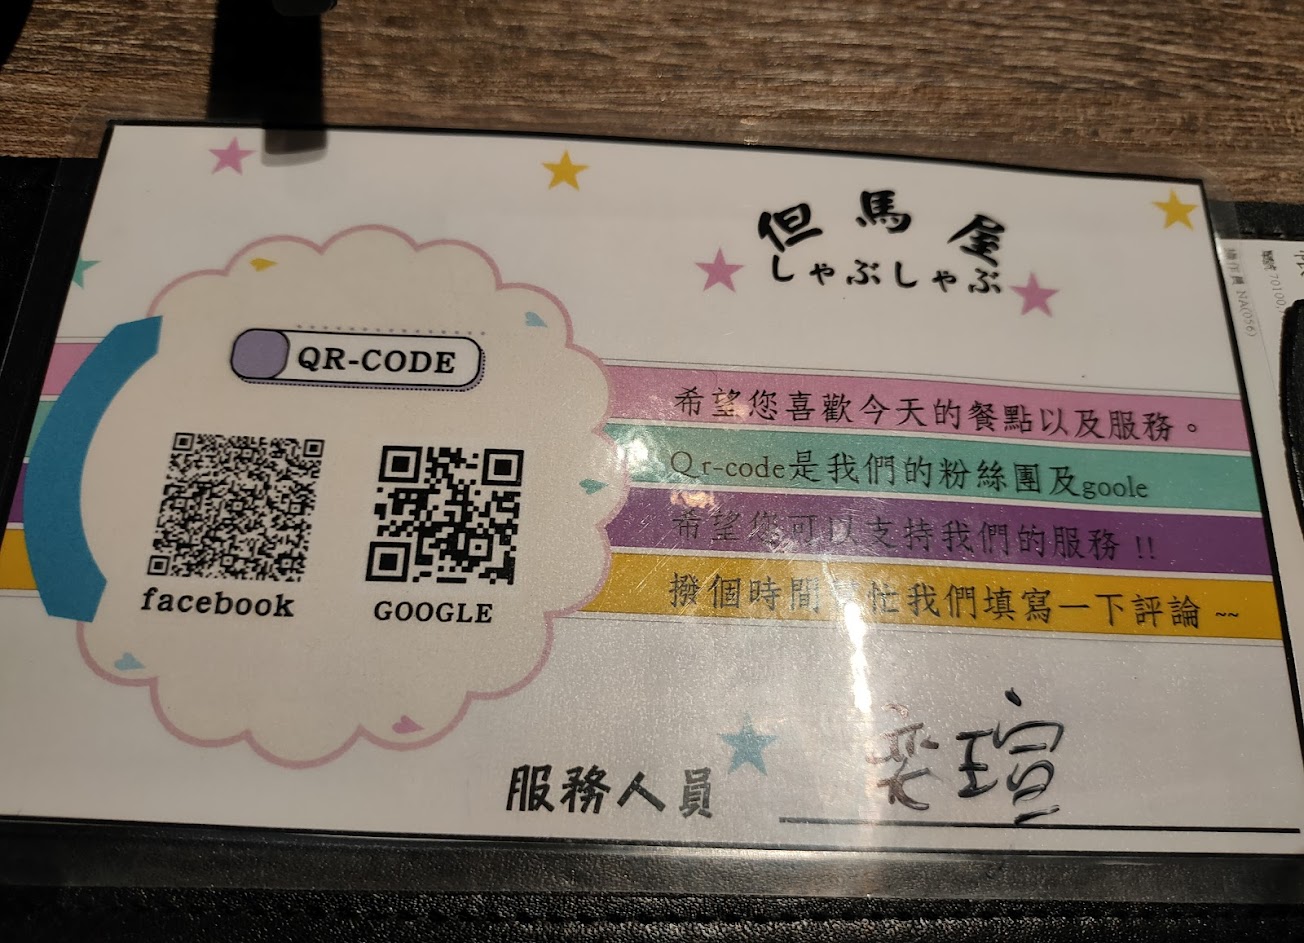 但馬屋
しゃぶしゃぶ
QR-CODE
facebook
GOOGLE
希望您喜歡今天的餐點以及服務。
Qr-code是我們的粉絲團及goole
希望您可以支持我們的服務 !!
撥個時間幫忙我們填寫一下評論 ~~
服務人員
瑄